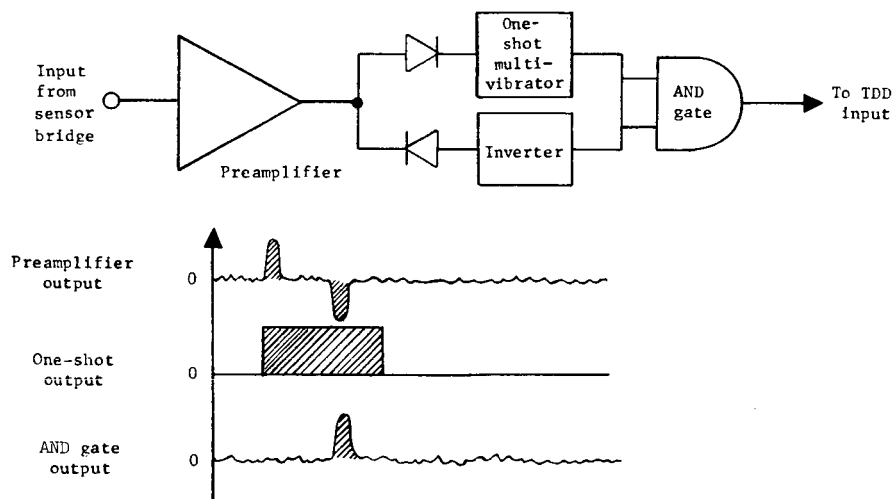 Input
from
sensor
bridge
Preamplifier
One-
shot
multi-
vibrator
Inverter
AND
gate
To TDD
input
Preamplifier
output
0
One-shot
output
0
AND gate
output
0